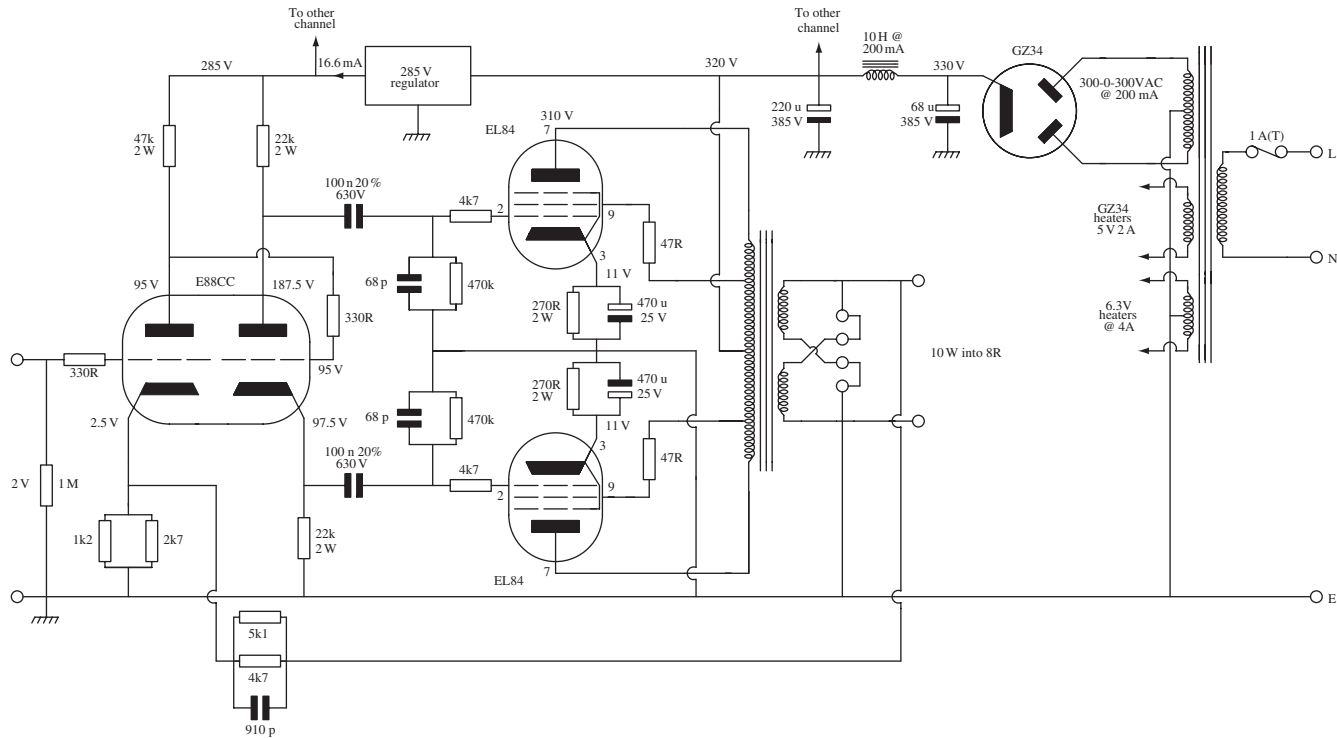 To other
channel
To other
channel
10 H @
200 mA
GZ34
285 V
16.6 mA
285 V
regulator
320 V
330 V
300-0-300VAC
@ 200 mA
220 u
385 V
68 u
385 V
1 A(T)
L
47k
2 W
22k
2 W
310 V
7
EL84
100 n 20%
630V
4k7
2
9
3
47R
11 V
GZ34
heaters
5 V 2 A
N
95 V
E88CC
187.5 V
330R
68 p
470k
270R
2 W
470 u
25 V
6.3V
heaters
@ 4A
330R
95 V
10 W into 8R
2.5 V
97.5 V
68 p
470k
270R
2 W
470 u
25 V
11 V
3
47R
100 n 20%
630 V
4k7
2
9
2 V
1 M
1k2
2k7
22k
2 W
EL84
7
E
5k1
4k7
910 p